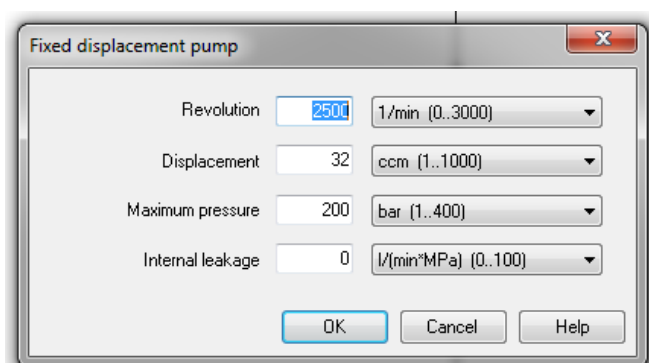 Fixed displacement pump
Revolution 2500 1/min (0..3000)
Displacement 32 ccm (1..1000)
Maximum pressure 200 bar (1..400)
Internal leakage 0 l/(min*MPa) (0..100)
OK Cancel Help